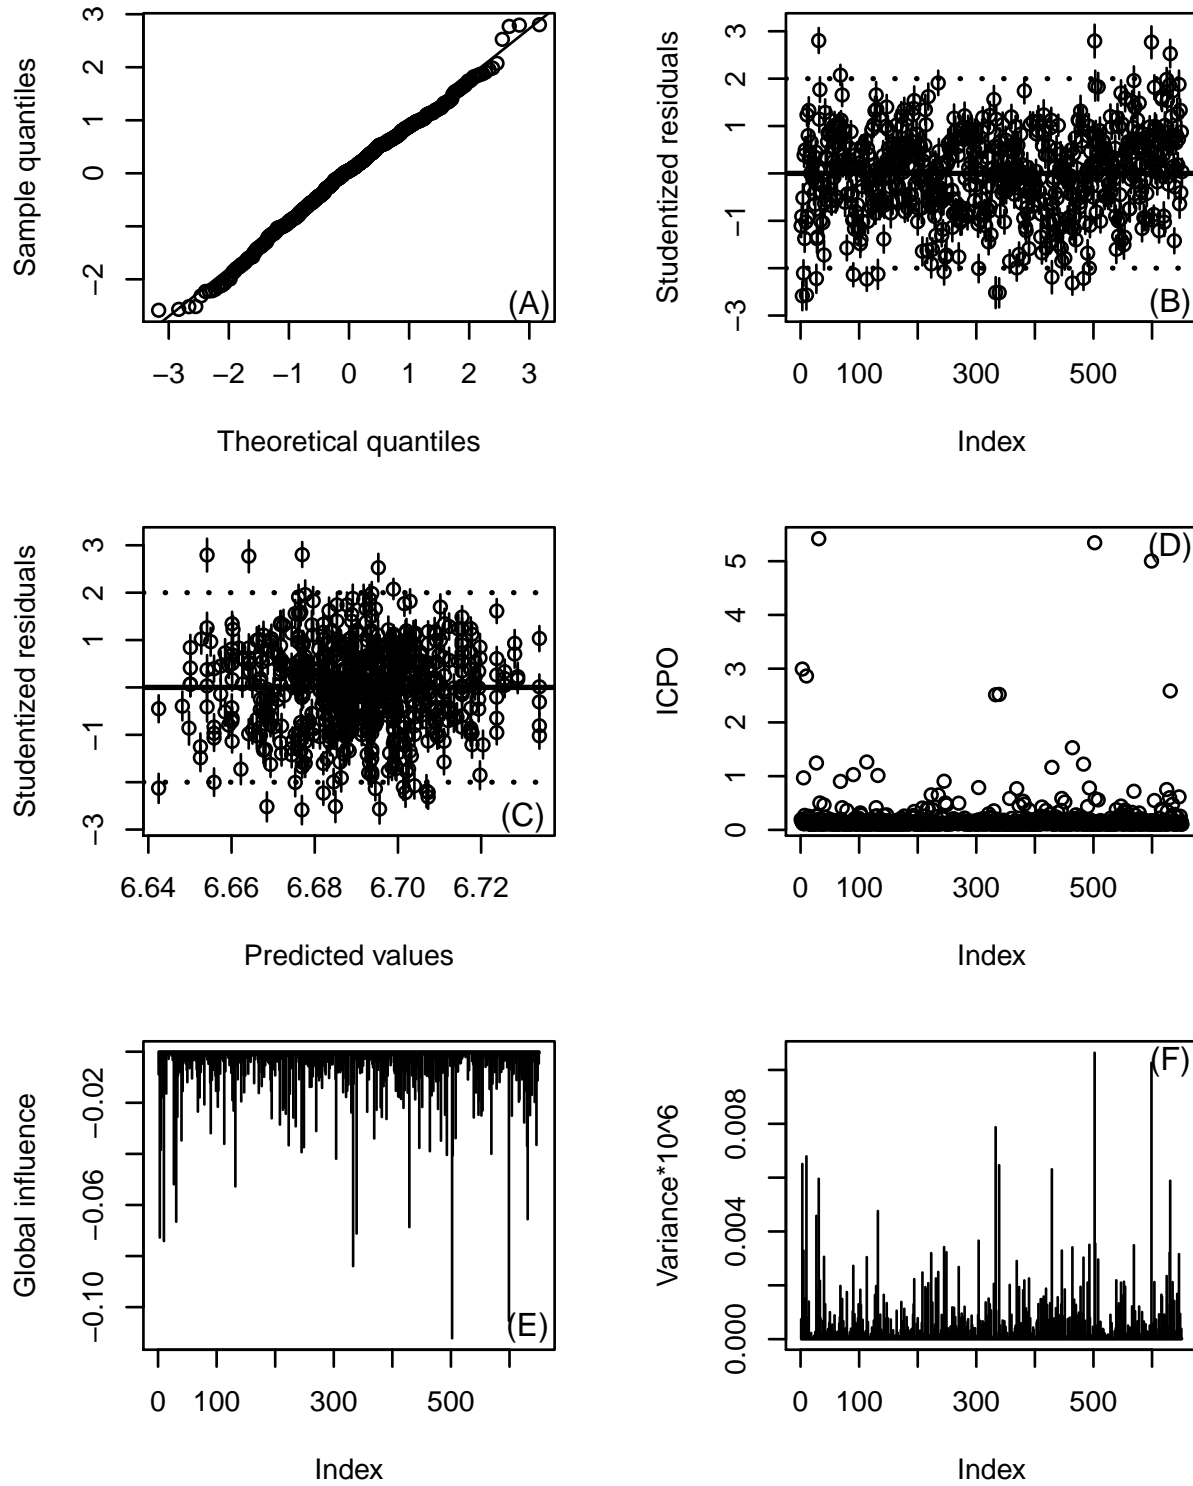 3
2
1
0
−2
Sample quantiles
(A)
−3 −2 −1 0 1 2 3
Theoretical quantiles
3
2
1
−1
−3
Studentized residuals
(B)
0 100 300 500
Index
3
2
1
−1
−3
Studentized residuals
(C)
6.64 6.66 6.68 6.70 6.72
Predicted values
5
4
3
2
1
0
ICPO
(D)
0 100 300 500
Index
−0.02
−0.06
−0.10
Global influence
(E)
0 100 300 500
Index
0.008
0.004
0.000
Variance*10^6
(F)
0 100 300 500
Index